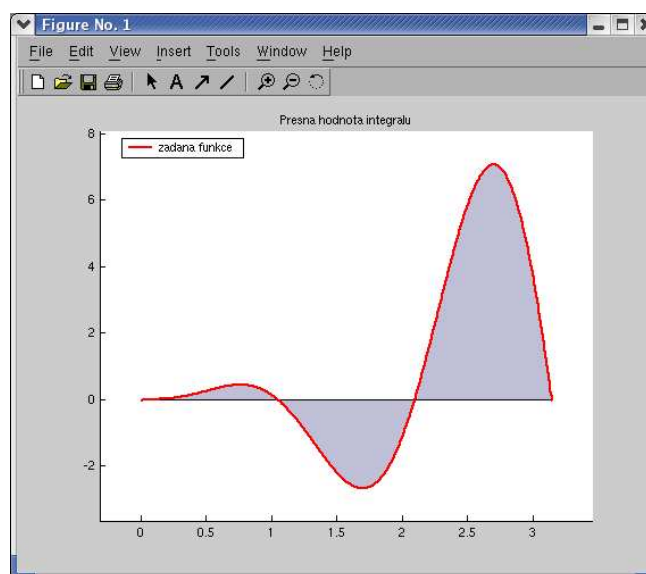 Figure No. 1
File Edit View Insert Tools Window Help
A
Presna hodnota integralu
zadana funkce
8
6
4
2
0
-2
0 0.5 1 1.5 2 2.5 3